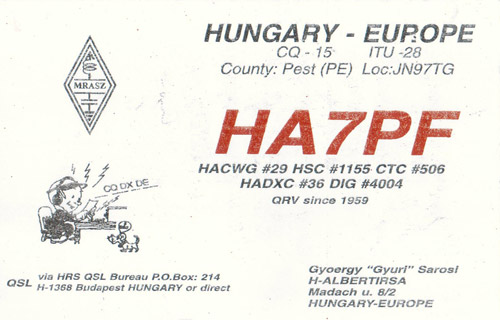 HUNGARY - EUROPE
CQ - 15 ITU -28
County: Pest (PE) Loc:JN97TG
MRASZ
HA7PF
HACWG #29 HSC #1155 CTC #506
HADXC #36 DIG #4004
QRV since 1959
CQ DX DE
QSL via HRS QSL Bureau P.O.Box: 214
H-1368 Budapest HUNGARY or direct
Gyoergy "Gyuri" Sarosi
H-ALBERTIRSA
Madach u. 8/2
HUNGARY-EUROPE